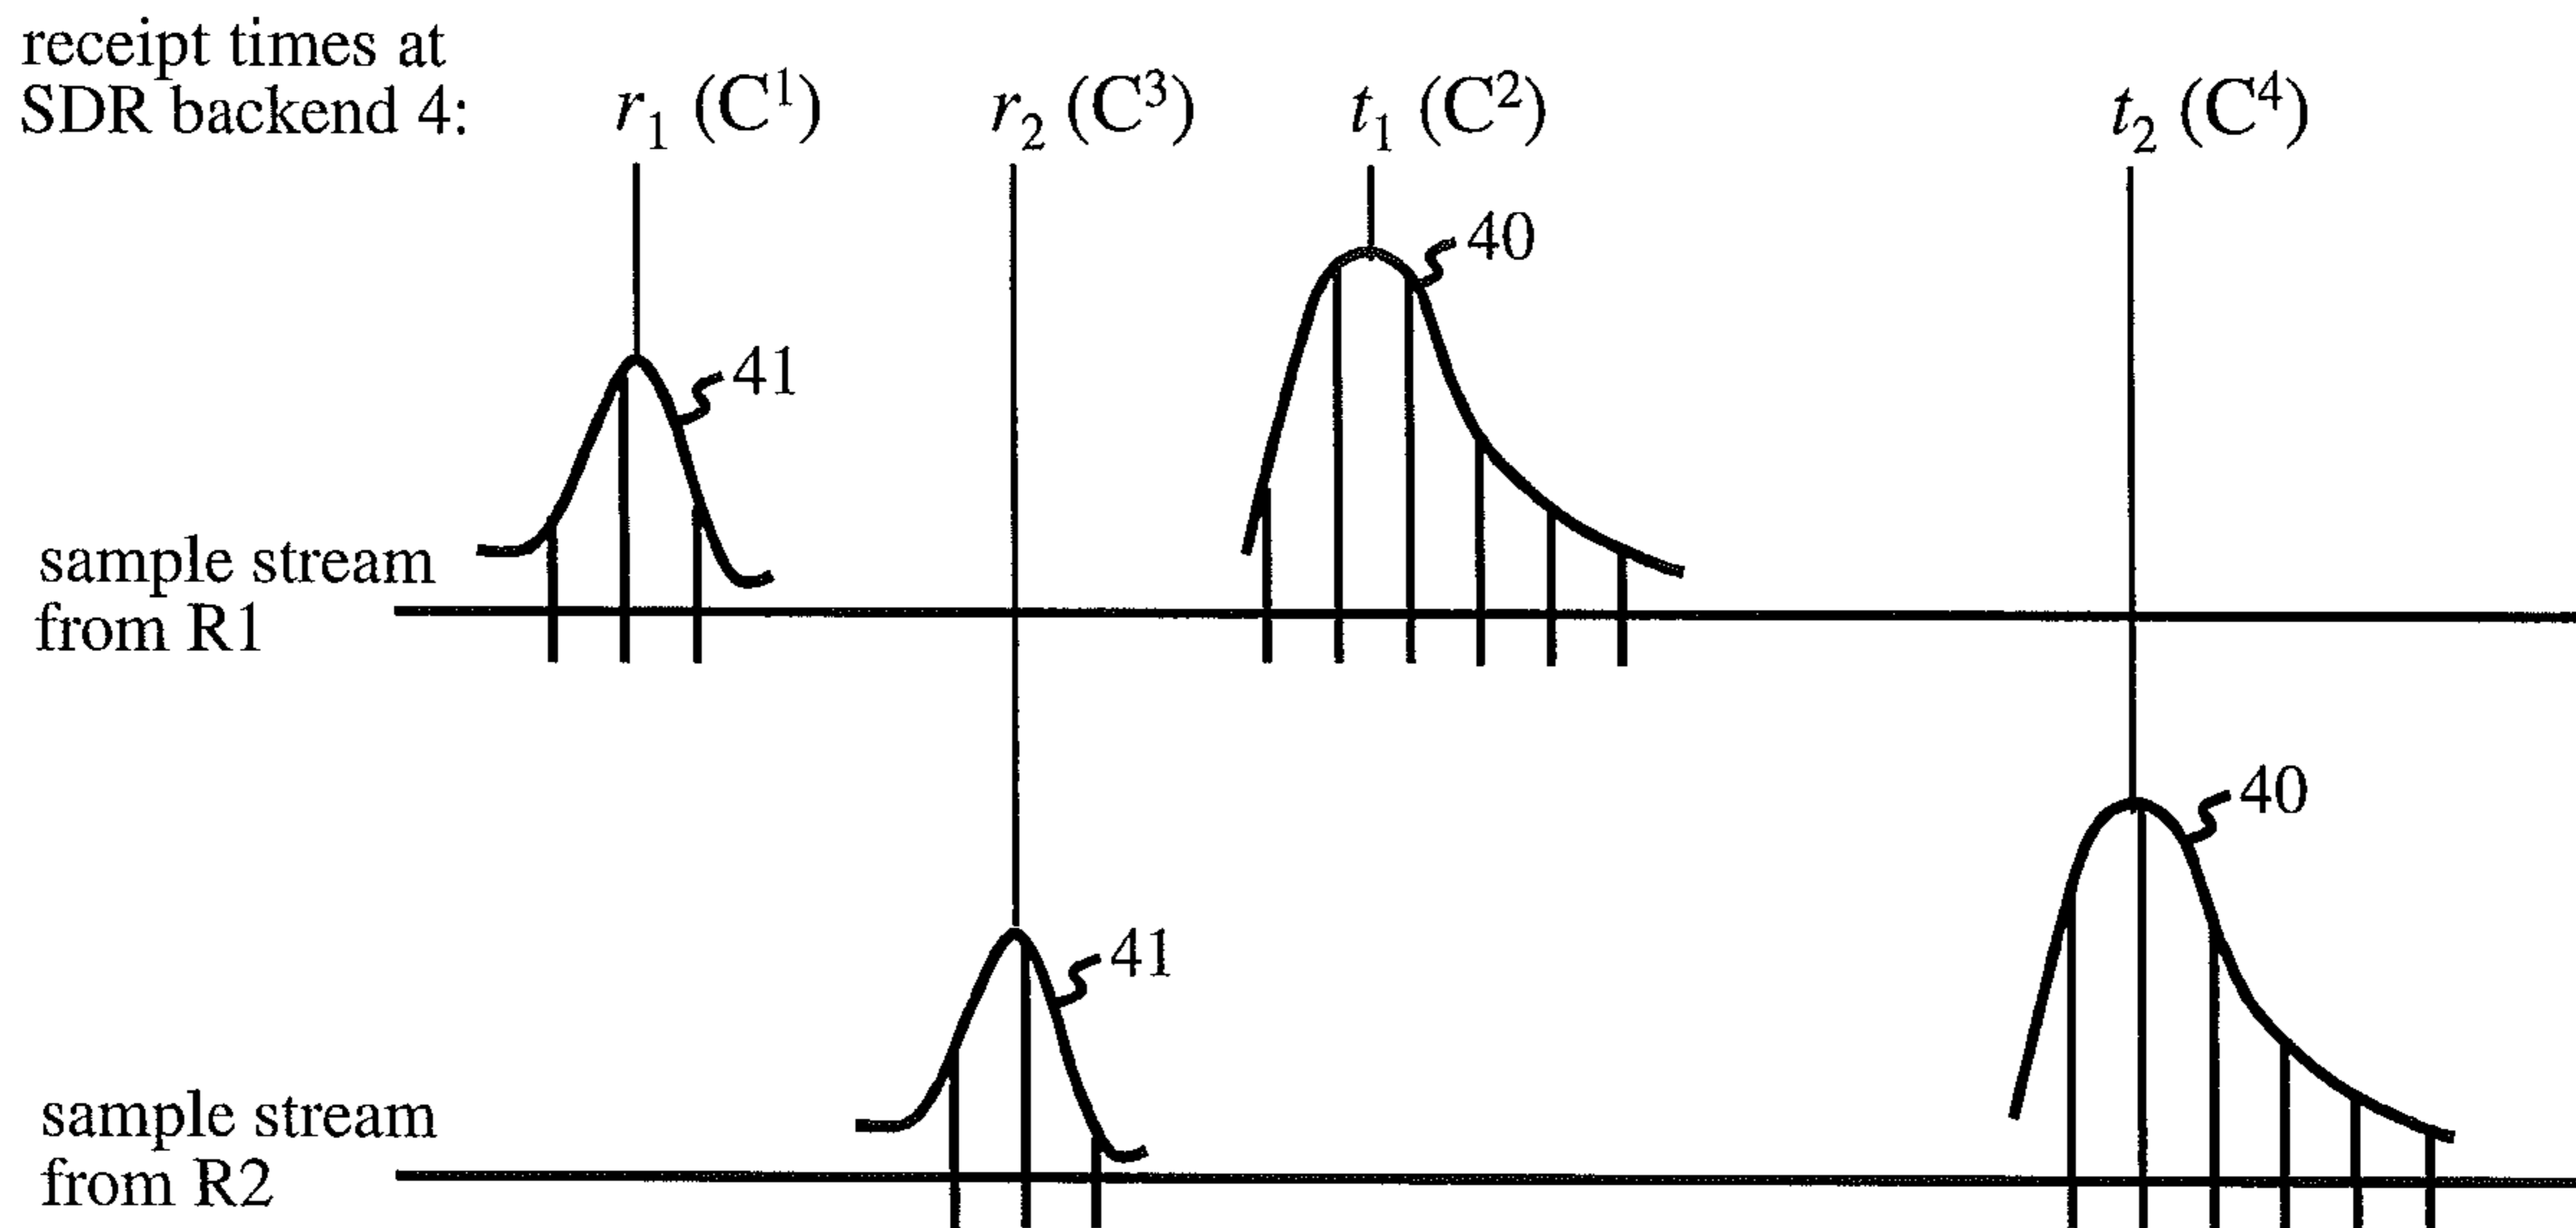 receipt times at
SDR backend 4:
r₁ (C¹)
r₂ (C³)
t₁ (C²)
t₂ (C⁴)
40
41
sample stream
from R1
40
41
sample stream
from R2